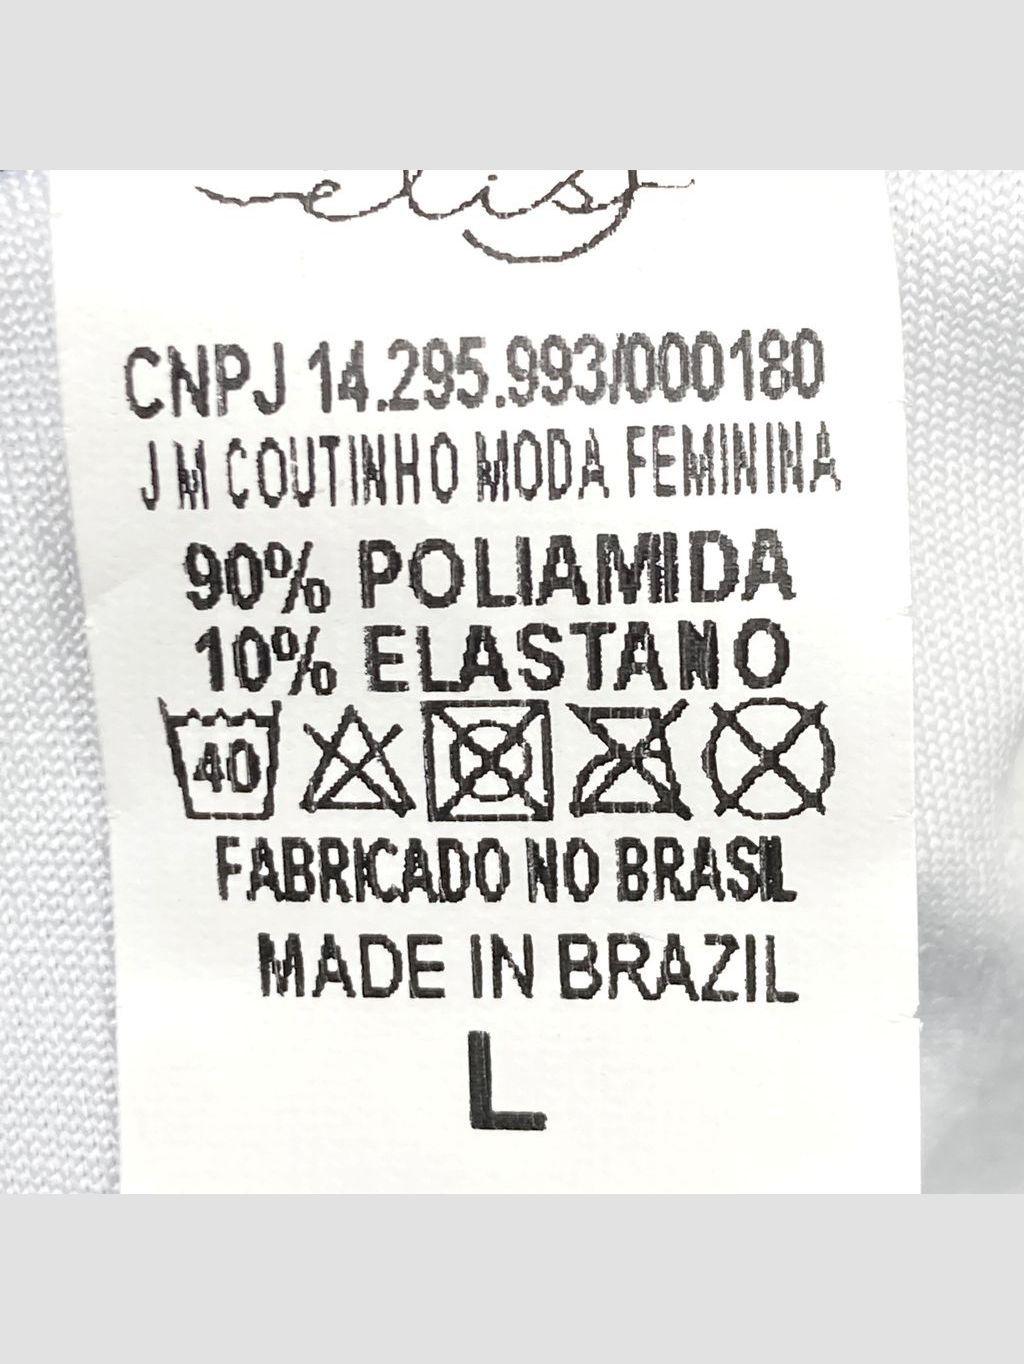 elis
CNPJ 14.295.993/000180
J M COUTINHO MODA FEMININA
90% POLIAMIDA
10% ELASTANO
40
FABRICADO NO BRASIL
MADE IN BRAZIL
L